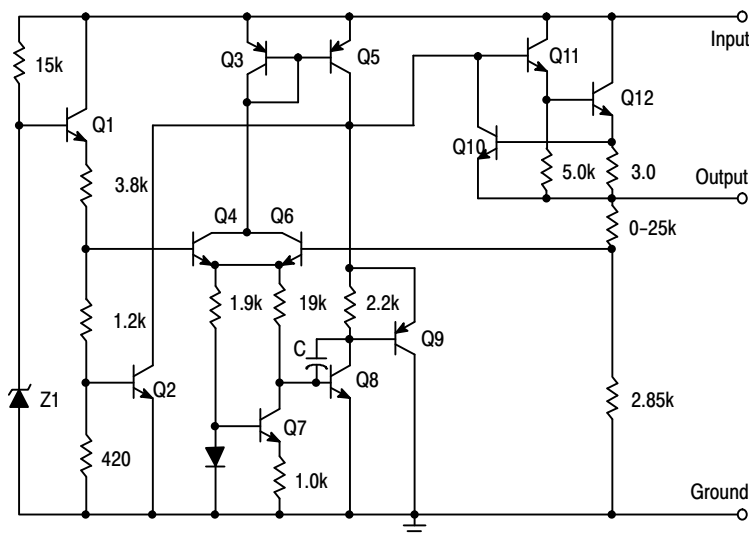 Input
15k
Q3
Q5
Q11
Q12
Q1
Q10
3.8k
5.0k
3.0
Output
Q4
Q6
0–25k
1.2k
1.9k
19k
2.2k
C
Q9
Z1
Q2
Q8
2.85k
Q7
420
1.0k
Ground